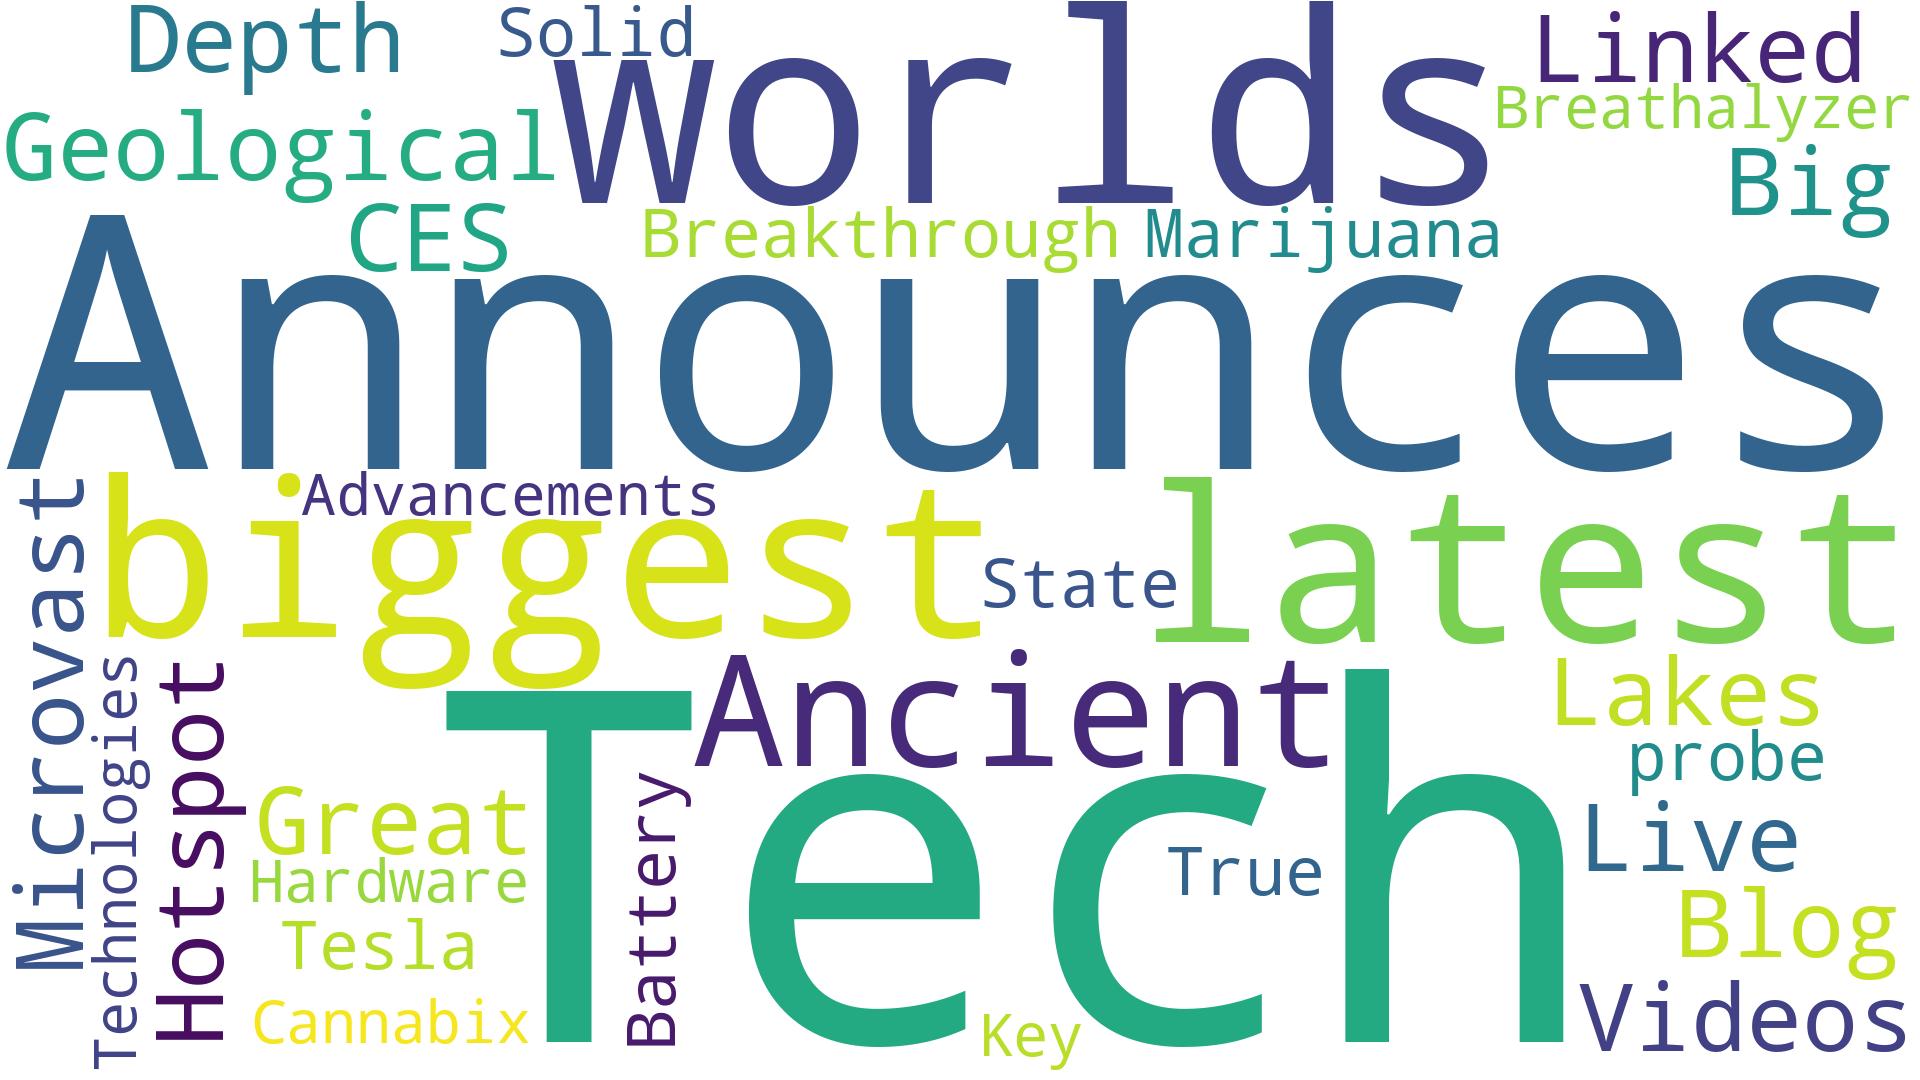 Depth
Solid
Worlds
Linked
Breathalyzer
Geological
Big
CES
Breakthrough
Marijuana
Announces
Microvast
biggest
Advancements
State
latest
Technologies
Hotspot
Ancient
Lakes
Tech
probe
Great
Battery
Live
True
Hardware
Tesla
Blog
Cannabix
Key
Videos